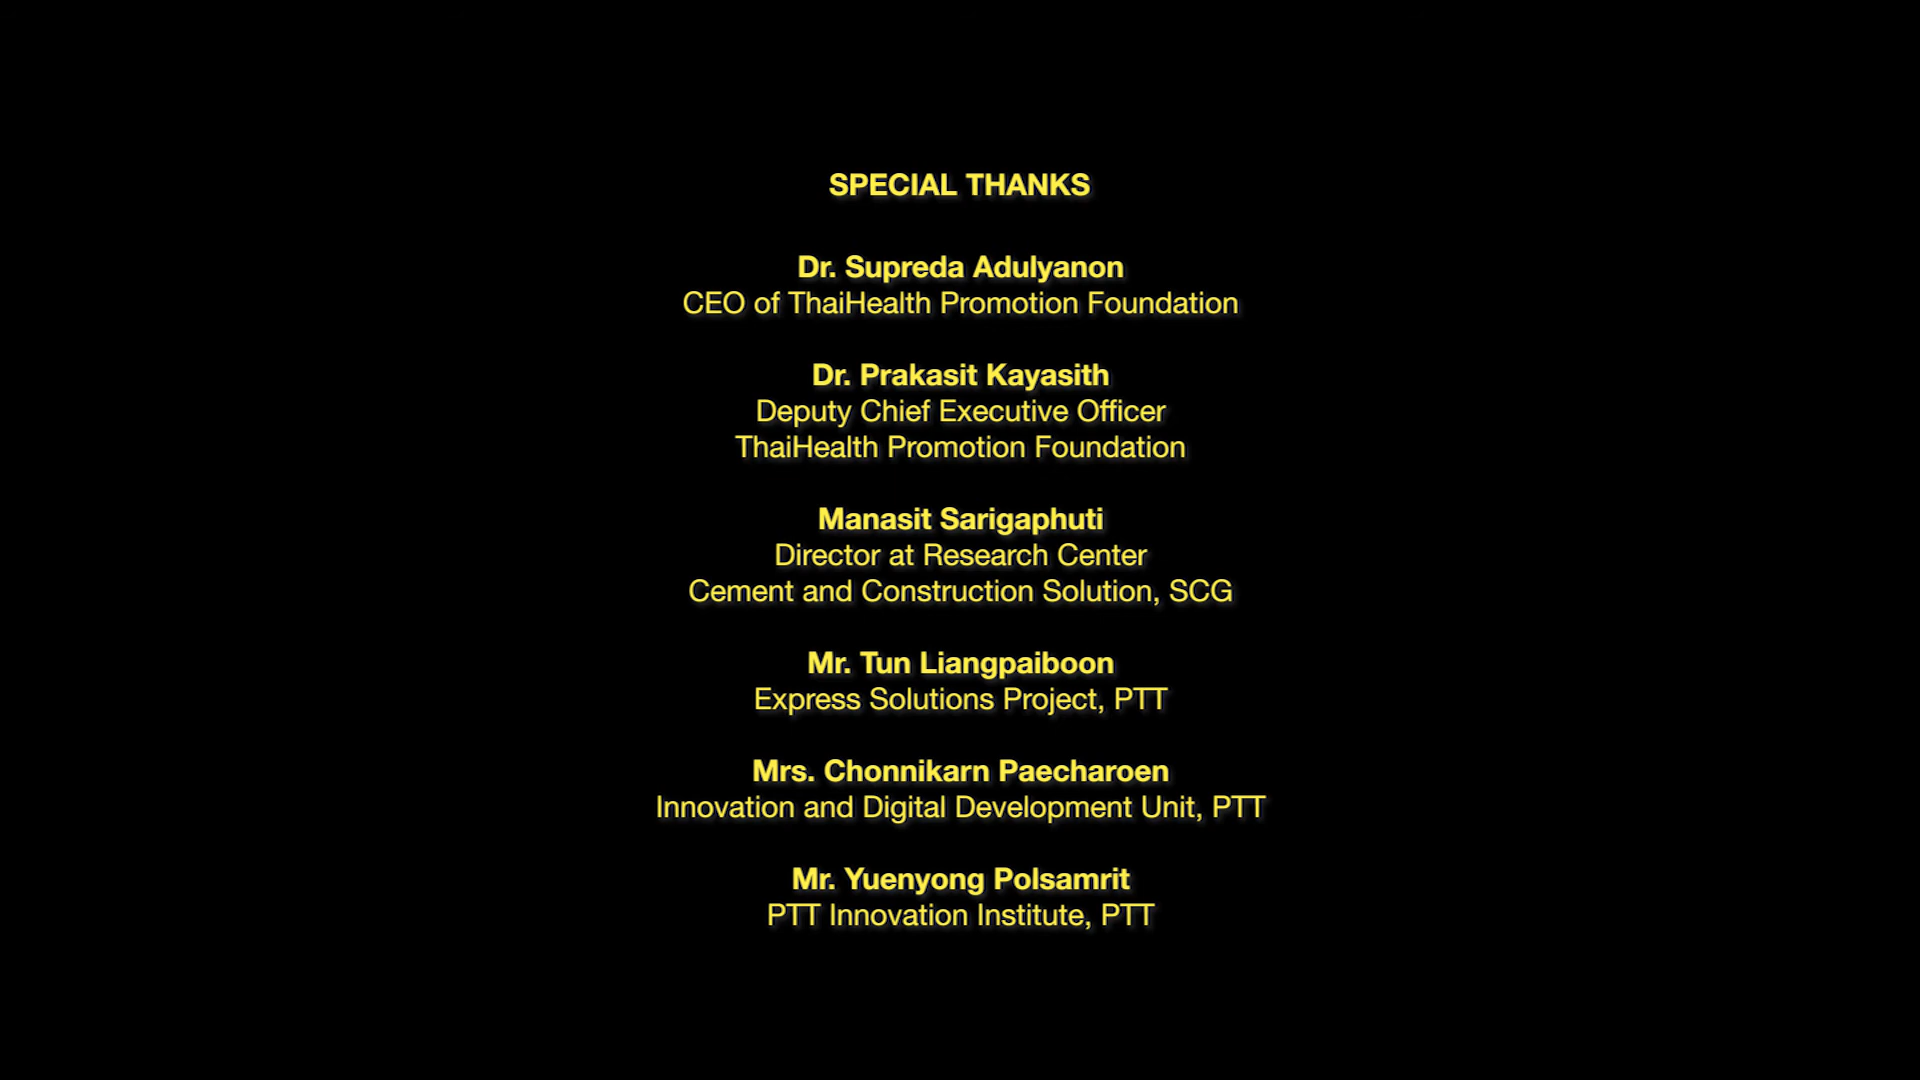 SPECIAL THANKS
Dr. Supreda Adulyanon
CEO of ThaiHealth Promotion Foundation
Dr. Prakasit Kayasith
Deputy Chief Executive Officer
ThaiHealth Promotion Foundation
Manasit Sarigaphuti
Director at Research Center
Cement and Construction Solution, SCG
Mr. Tun Liangpaiboon
Express Solutions Project, PTT
Mrs. Chonnikarn Paecharoen
Innovation and Digital Development Unit, PTT
Mr. Yuenyong Polsamrit
PTT Innovation Institute, PTT